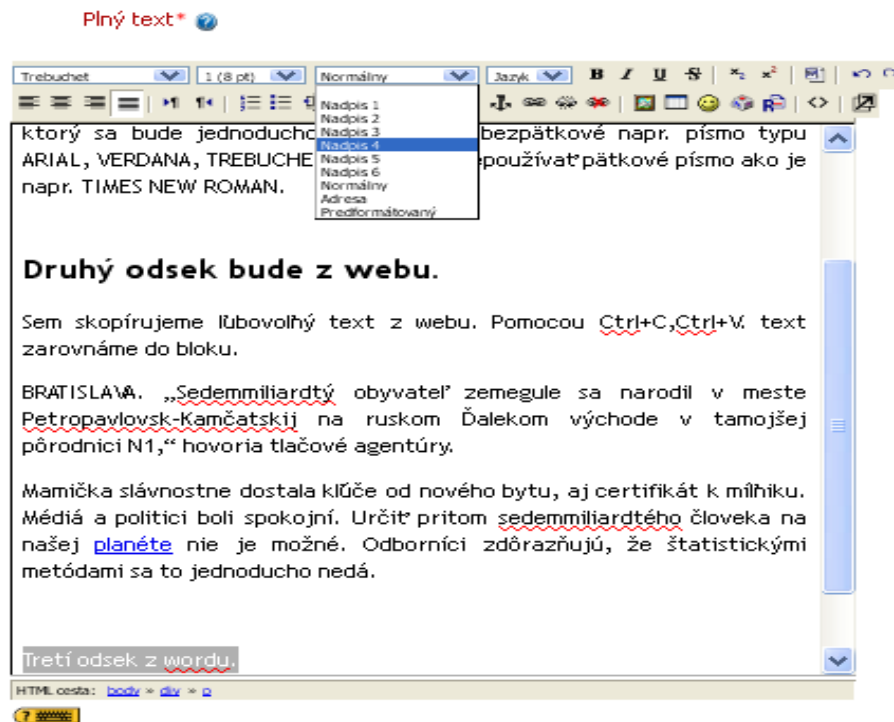 Plný text*
Trebuchet 1 (8 pt) Normálny Jazyk B I U S
Nadpis 1
Nadpis 2
Nadpis 3
Nadpis 4
Nadpis 5
Nadpis 6
Normálny
Adresa
Predformátovaný
ktorý sa bude jednoducho bezpätkové napr. písmo typu
ARIAL, VERDANA, TREBUCHE používať pätkové písmo ako je
napr. TIMES NEW ROMAN.
Druhý odsek bude z webu.
Sem skopírujeme ľubovoľný text z webu. Pomocou Ctrl+C,Ctrl+V. text
zarovnáme do bloku.
BRATISLAVA. „Sedemmiliardtý obyvateľ zemegule sa narodil v meste
Petropavlovsk-Kamčatskij na ruskom Ďalekom východe v tamojšej
pôrodnici N1,“ hovoria tlačové agentúry.
Mamička slávnostne dostala kľúče od nového bytu, aj certifikát k míľniku.
Médiá a politici boli spokojní. Určiť pritom sedemmiliardtého človeka na
našej planéte nie je možné. Odborníci zdôrazňujú, že štatistickými
metódami sa to jednoducho nedá.
Tretí odsek z wordu.
HTML cesta: body » div » p